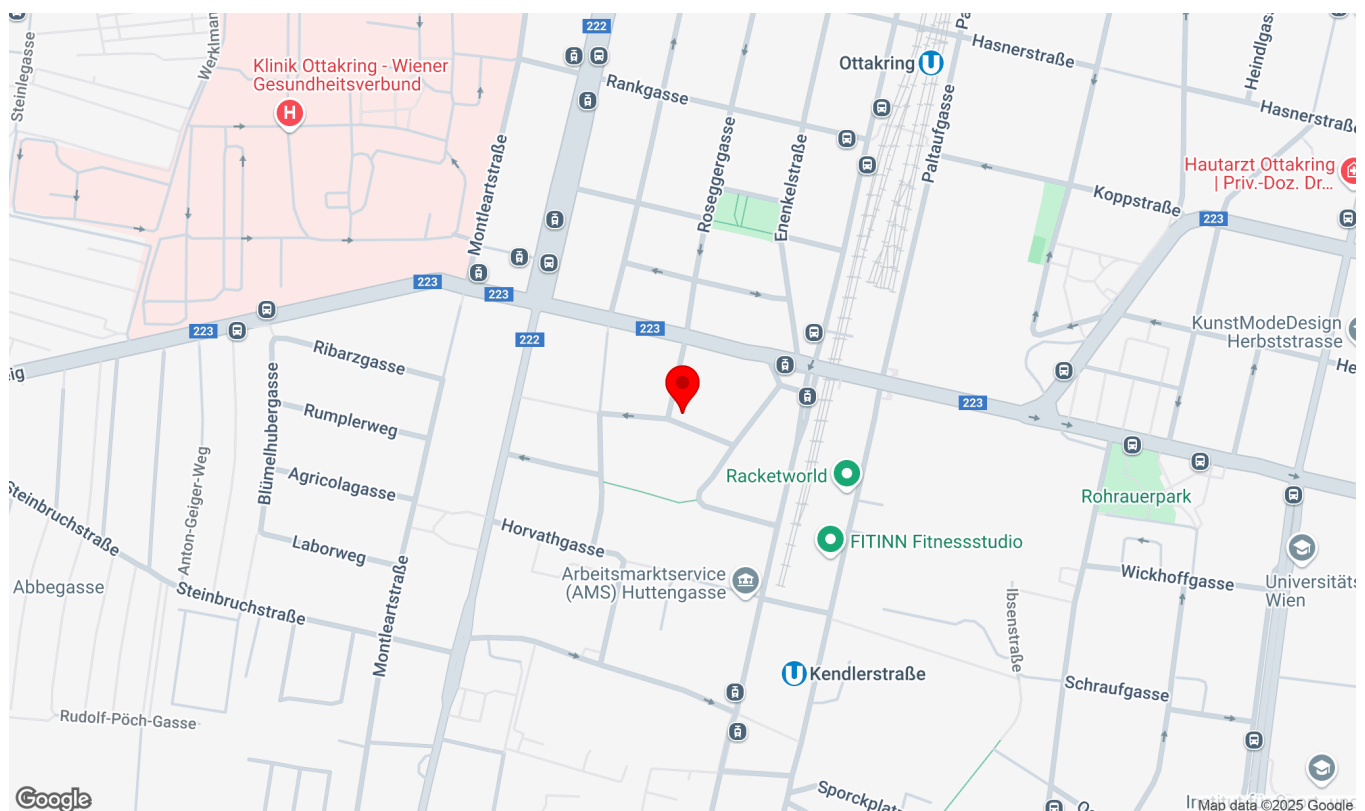 222
Hasnerstraße
Heindlgasse
Steinlegasse
Klinik Ottakring - Wiener
Gesundheitsverbund
H
Ottakring
U
Rankgasse
Hasnerstraße
Montleartstraße
Roseggergasse
Enenkelstraße
Paltaufgasse
Hautarzt Ottakring
| Priv.-Doz. Dr...
Koppstraße
223
223
223
223
223
222
KunstModeDesign
Herbststrasse
Ribarzgasse
Rumplerweg
Blümelhubergasse
Agricolagasse
223
Racketworld
Rohrauerpark
Steinbruchstraße
Anton-Geiger-Weg
Laborweg
Horvathgasse
FITINN Fitnessstudio
Arbeitsmarktservice
(AMS) Huttengasse
Wickhoffgasse
Universitäts
Wien
Abbegasse
Steinbruchstraße
Montleartstraße
Ibsenstraße
U
Kendlerstraße
Schraufgasse
Rudolf-Pöch-Gasse
Sporckplatz
Google
Map data ©2025 Google